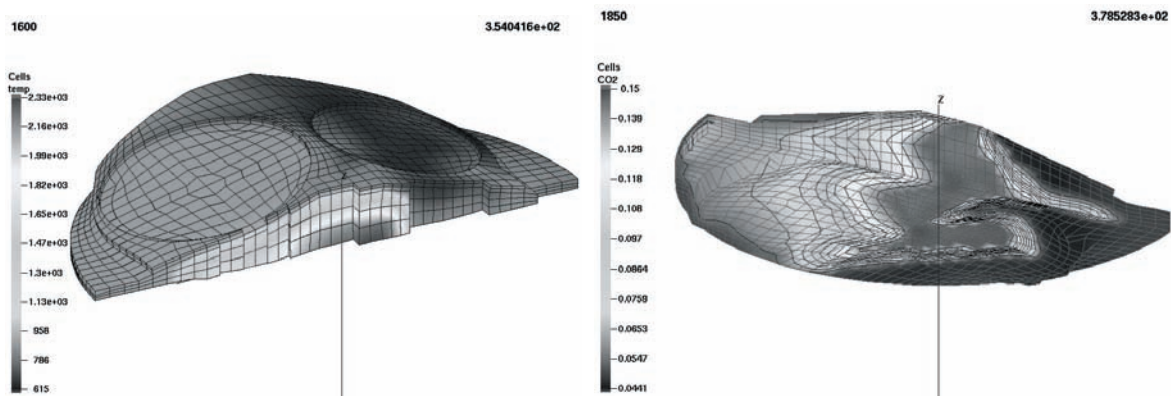 1600 3.540416e+02
Cells
temp
2.33e+03
2.16e+03
1.99e+03
1.82e+03
1.65e+03
1.47e+03
1.3e+03
1.13e+03
958
786
615
1850 3.785283e+02
Cells
CO2
0.15
0.139
0.129
0.118
0.108
0.097
0.0864
0.0759
0.0653
0.0547
0.0441
Z